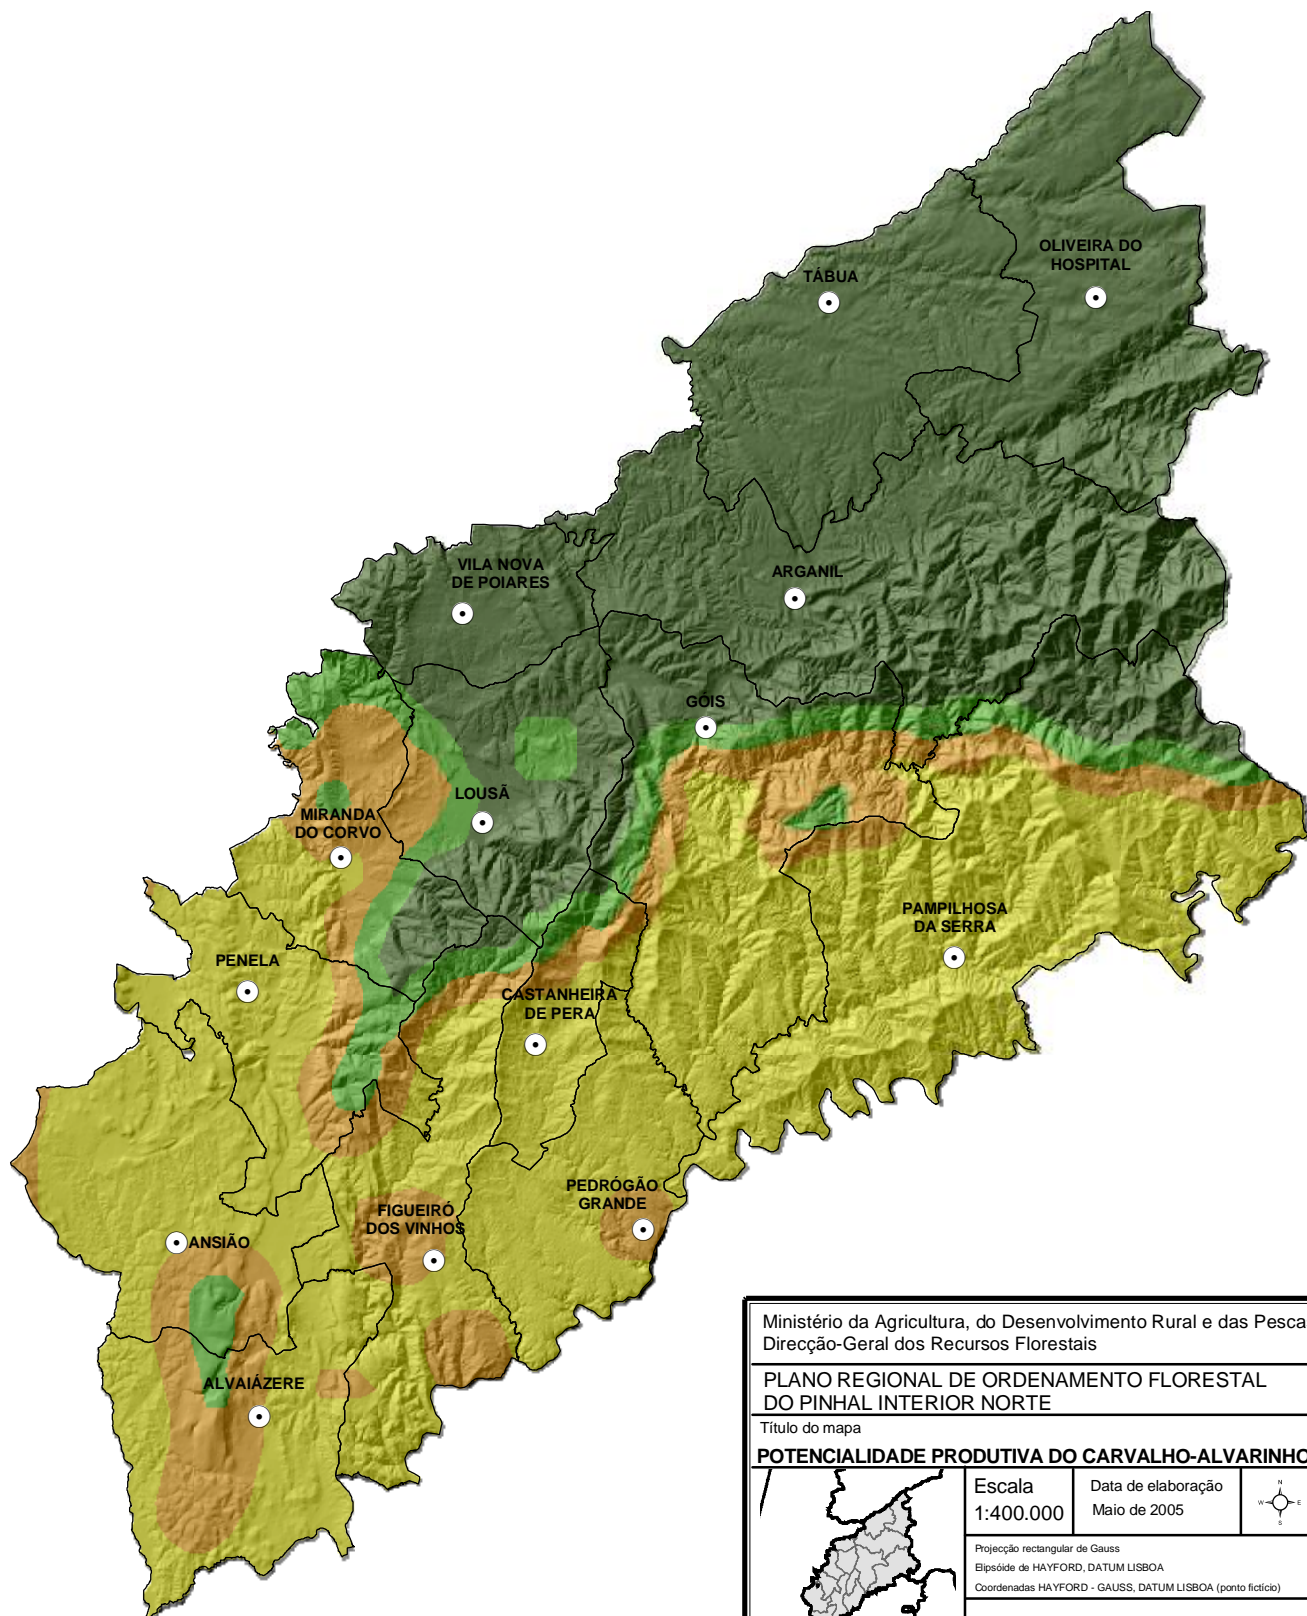 OLIVEIRA DO
HOSPITAL
TÁBUA
VILA NOVA
DE POIARES
ARGANIL
GÓIS
LOUSÃ
MIRANDA
DO CORVO
PAMPILHOSA
DA SERRA
PENELA
CASTANHEIRA
DE PERA
PEDRÓGÃO
GRANDE
FIGUEIRÓ
DOS VINHOS
ANSIÃO
ALVAIÁZERE
Ministério da Agricultura, do Desenvolvimento Rural e das Pesca
Direcção-Geral dos Recursos Florestais
PLANO REGIONAL DE ORDENAMENTO FLORESTAL
DO PINHAL INTERIOR NORTE
Título do mapa
POTENCIALIDADE PRODUTIVA DO CARVALHO-ALVARINHO
Escala
1:400.000
Data de elaboração
Maio de 2005
N
W E
S
Projecção rectangular de Gauss
Elipsóide de HAYFORD, DATUM LISBOA
Coordenadas HAYFORD - GAUSS, DATUM LISBOA (ponto fictício)